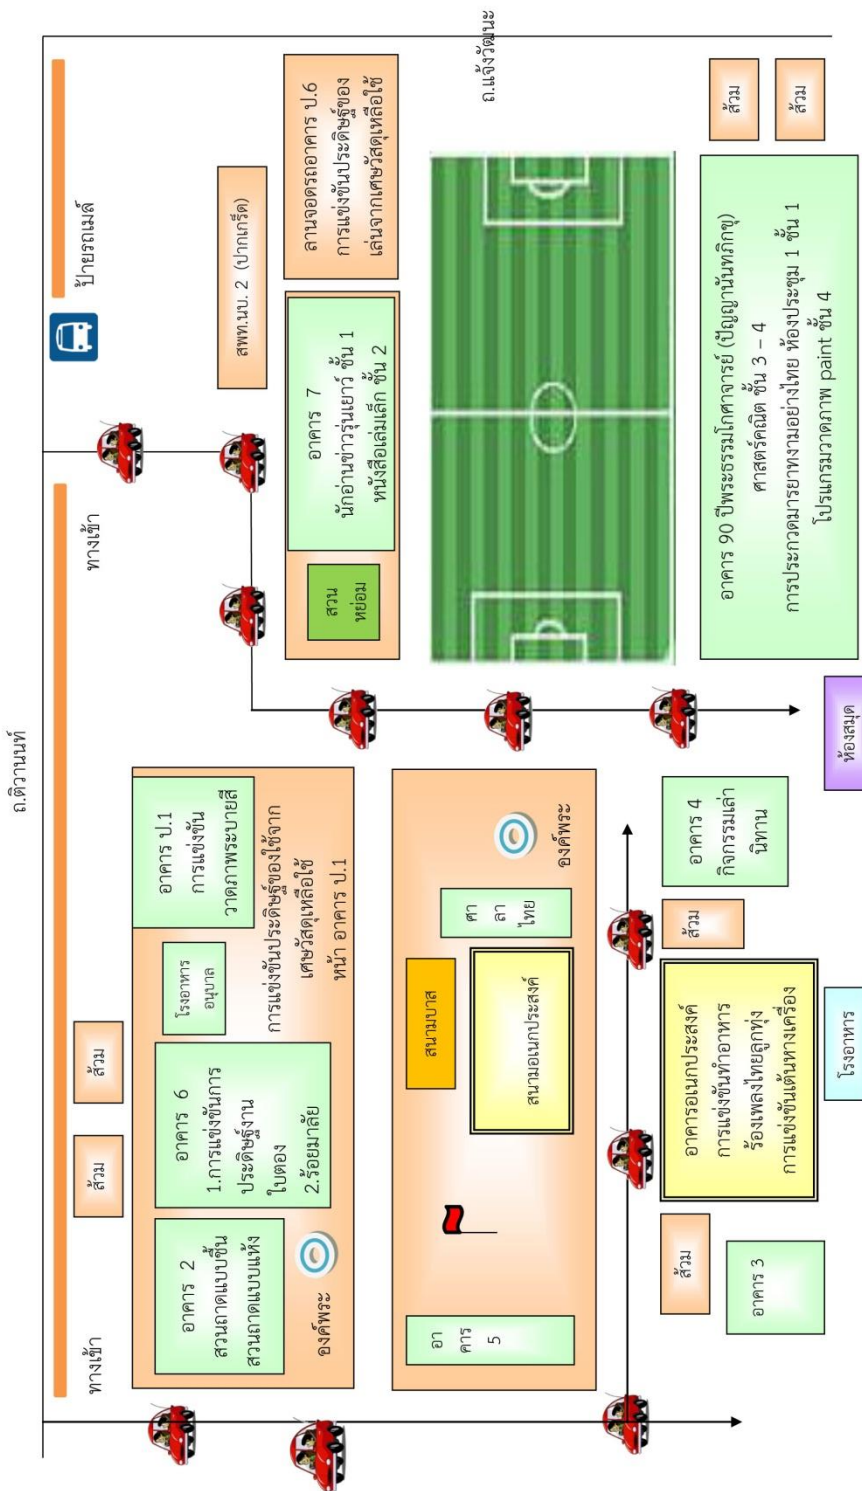 ถ.ติวานนท์
ถ.แจ้งวัฒนะ
ทางเข้า
ทางเข้า
ป้ายรถเมล์
ส้วม
ส้วม
สพท.นบ. 2 (ปากเกร็ด)
อาคาร 2
สวนถาดแบบชื้น
สวนถาดแบบแห้ง
องค์พระ
อาคาร 6
1.การแข่งขันการ
ประดิษฐ์งาน
ใบตอง
2.ร้อยมาลัย
โรงอาหาร
อนุบาล
อาคาร ป.1
การแข่งขัน
วาดภาพระบายสี
การแข่งขันประดิษฐ์ของใช้จาก
เศษวัสดุเหลือใช้
หน้า อาคาร ป.1
สวน
หย่อม
อาคาร 7
นักอ่านข่าวรุ่นเยาว์ ชั้น 1
หนังสือเล่มเล็ก ชั้น 2
ลานจอดรถอาคาร ป.6
การแข่งขันประดิษฐ์ของ
เล่นจากเศษวัสดุเหลือใช้
อา
คาร
5
สนามบาส
สนามอเนกประสงค์
ศา
ลา
ไทย
องค์พระ
ส้วม
อาคาร 3
อาคารอเนกประสงค์
การแข่งขันทำอาหาร
ร้องเพลงไทยลูกทุ่ง
การแข่งขันเต้นหางเครื่อง
ส้วม
อาคาร 4
กิจกรรมเล่า
นิทาน
โรงอาหาร
ห้องสมุด
อาคาร 90 ปีพระธรรมโกศาจารย์ (ปัญญานันทภิกขุ)
ศาสตร์คณิต ชั้น 3 – 4
การประกวดมารยาทงามอย่างไทย ห้องประชุม 1 ชั้น 1
โปรแกรมวาดภาพ paint ชั้น 4
ส้วม
ส้วม